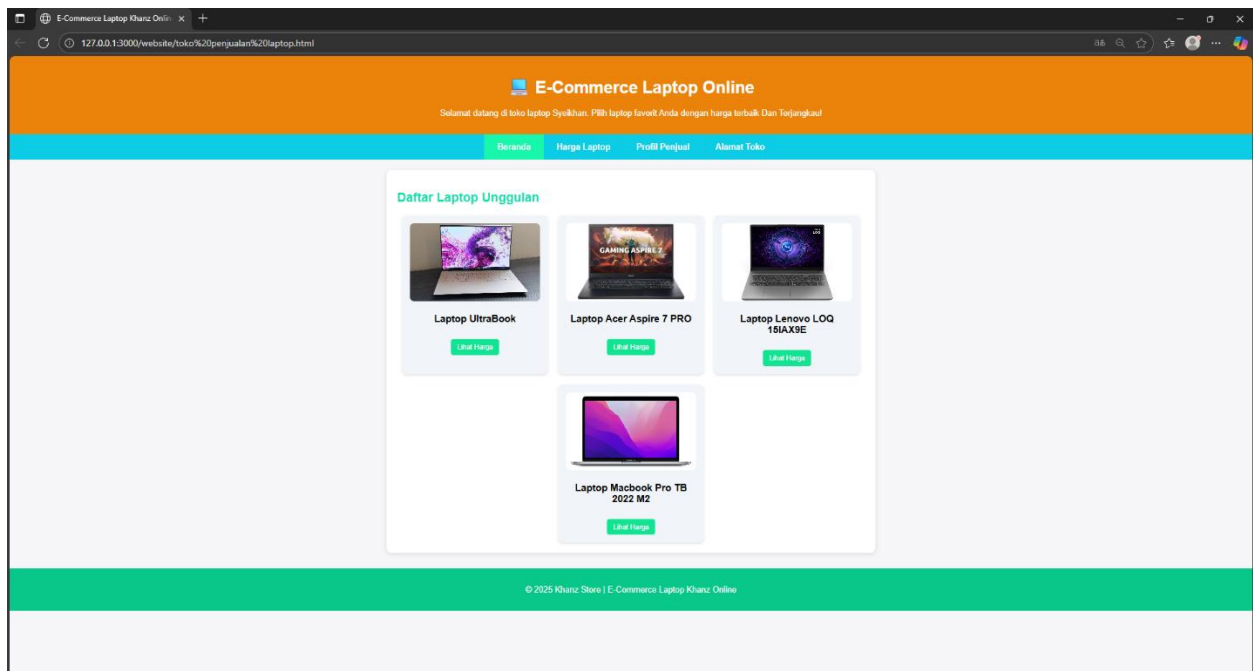 E-Commerce Laptop Khanz Onlin
127.0.0.1:3000/website/toko%20penjualan%20laptop.html
E-Commerce Laptop Online
Selamat datang di toko laptop Syeikhan. Pilih laptop favorit Anda dengan harga terbaik Dan Terjangkau!
Beranda Harga Laptop Profil Penjual Alamat Toko
Daftar Laptop Unggulan
GAMING ASPIRE 7
LOQ
Laptop UltraBook
Lihat Harga
Laptop Acer Aspire 7 PRO
Lihat Harga
Laptop Lenovo LOQ
15IAX9E
Lihat Harga
Laptop Macbook Pro TB
2022 M2
Lihat Harga
© 2025 Khanz Store | E-Commerce Laptop Khanz Online